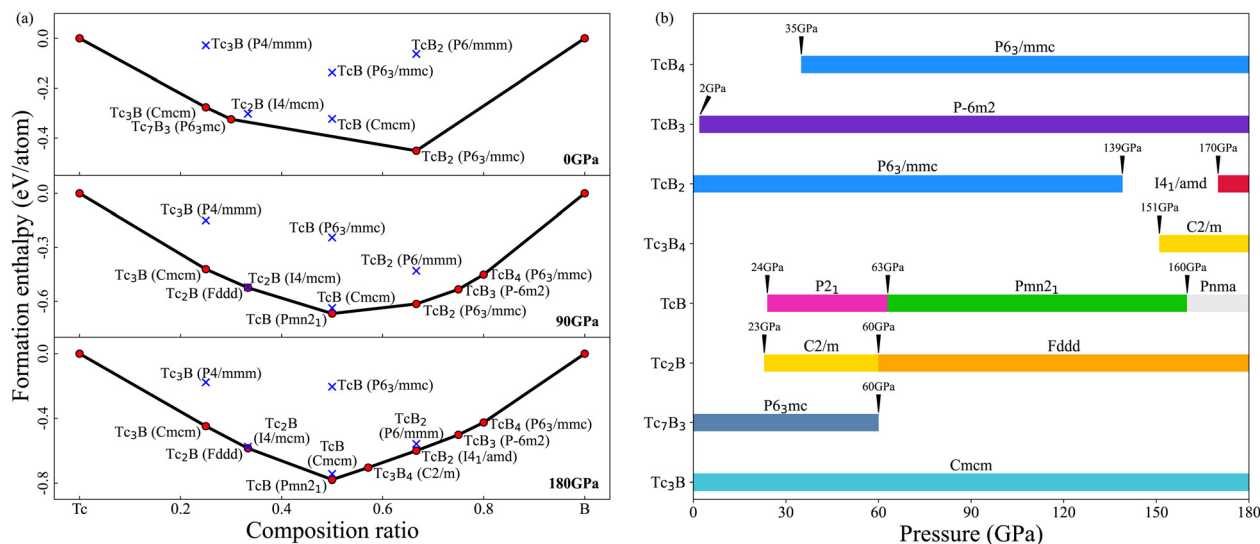 (a)
Formation enthalpy (eV/atom)
0.0
-0.2
-0.4
Tc₃B (P4/mmm)
TcB₂ (P6/mmm)
TcB (P6₃/mmc)
Tc₂B (I4/mcm)
Tc₃B (Cmcm)
Tc₇B₃ (P6₃mc)
TcB (Cmcm)
TcB₂ (P6₃/mmc)
0GPa
0.0
-0.3
-0.6
Tc₃B (P4/mmm)
TcB (P6₃/mmc)
TcB₂ (P6/mmm)
Tc₃B (Cmcm)
Tc₂B (I4/mcm)
TcB₄ (P6₃/mmc)
Tc₂B (Fddd)
TcB (Cmcm)
TcB₃ (P-6m2)
TcB₂ (P6₃/mmc)
TcB (Pmn2₁)
90GPa
0.0
-0.4
-0.8
Tc₃B (P4/mmm)
TcB (P6₃/mmc)
Tc₃B (Cmcm)
Tc₂B
(I4/mcm)
TcB₂
(P6/mmm)
TcB₄ (P6₃/mmc)
TcB₃ (P-6m2)
Tc₂B (Fddd)
TcB
(Cmcm)
TcB₂ (I4₁/amd)
Tc₃B₄ (C2/m)
TcB (Pmn2₁)
180GPa
Tc
0.2
0.4
0.6
0.8
B
Composition ratio
(b)
35GPa
P6₃/mmc
TcB₄
2GPa
P-6m2
TcB₃
139GPa
170GPa
P6₃/mmc
I4₁/amd
TcB₂
151GPa
C2/m
Tc₃B₄
24GPa
63GPa
160GPa
P2₁
Pmn2₁
Pnma
TcB
23GPa
60GPa
C2/m
Fddd
Tc₂B
60GPa
P6₃mc
Tc₇B₃
Cmcm
Tc₃B
0
30
60
90
120
150
180
Pressure (GPa)